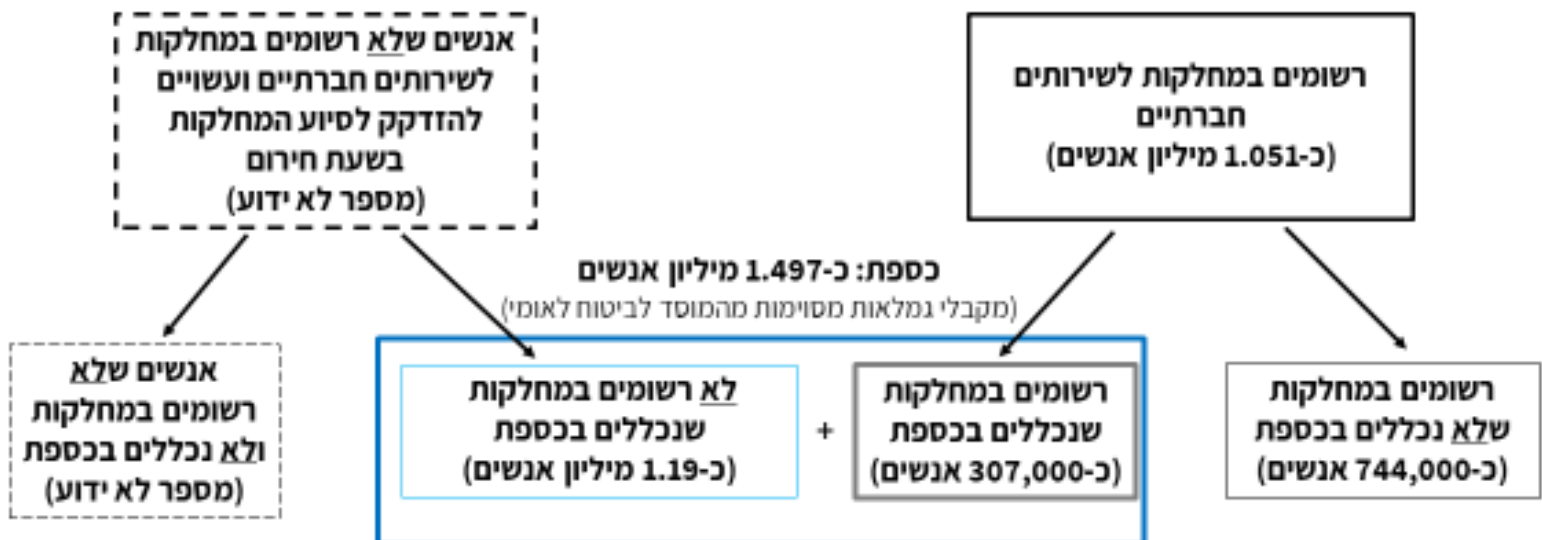 רשומים במחלקות לשירותים
חברתיים
(כ-1.051 מיליון אנשים)
אנשים שלא רשומים במחלקות
לשירותים חברתיים ועשויים
להזדקק לסיוע המחלקות
בשעת חירום
(מספר לא ידוע)
כספת: כ-1.497 מיליון אנשים
(מקבלי גמלאות מסוימות מהמוסד לביטוח לאומי)
רשומים במחלקות
שלא נכללים בכספת
(כ-744,000 אנשים)
רשומים במחלקות
שנכללים בכספת
(כ-307,000 אנשים)
+
לא רשומים במחלקות
שנכללים בכספת
(כ-1.19 מיליון אנשים)
אנשים שלא
רשומים במחלקות
ולא נכללים בכספת
(מספר לא ידוע)